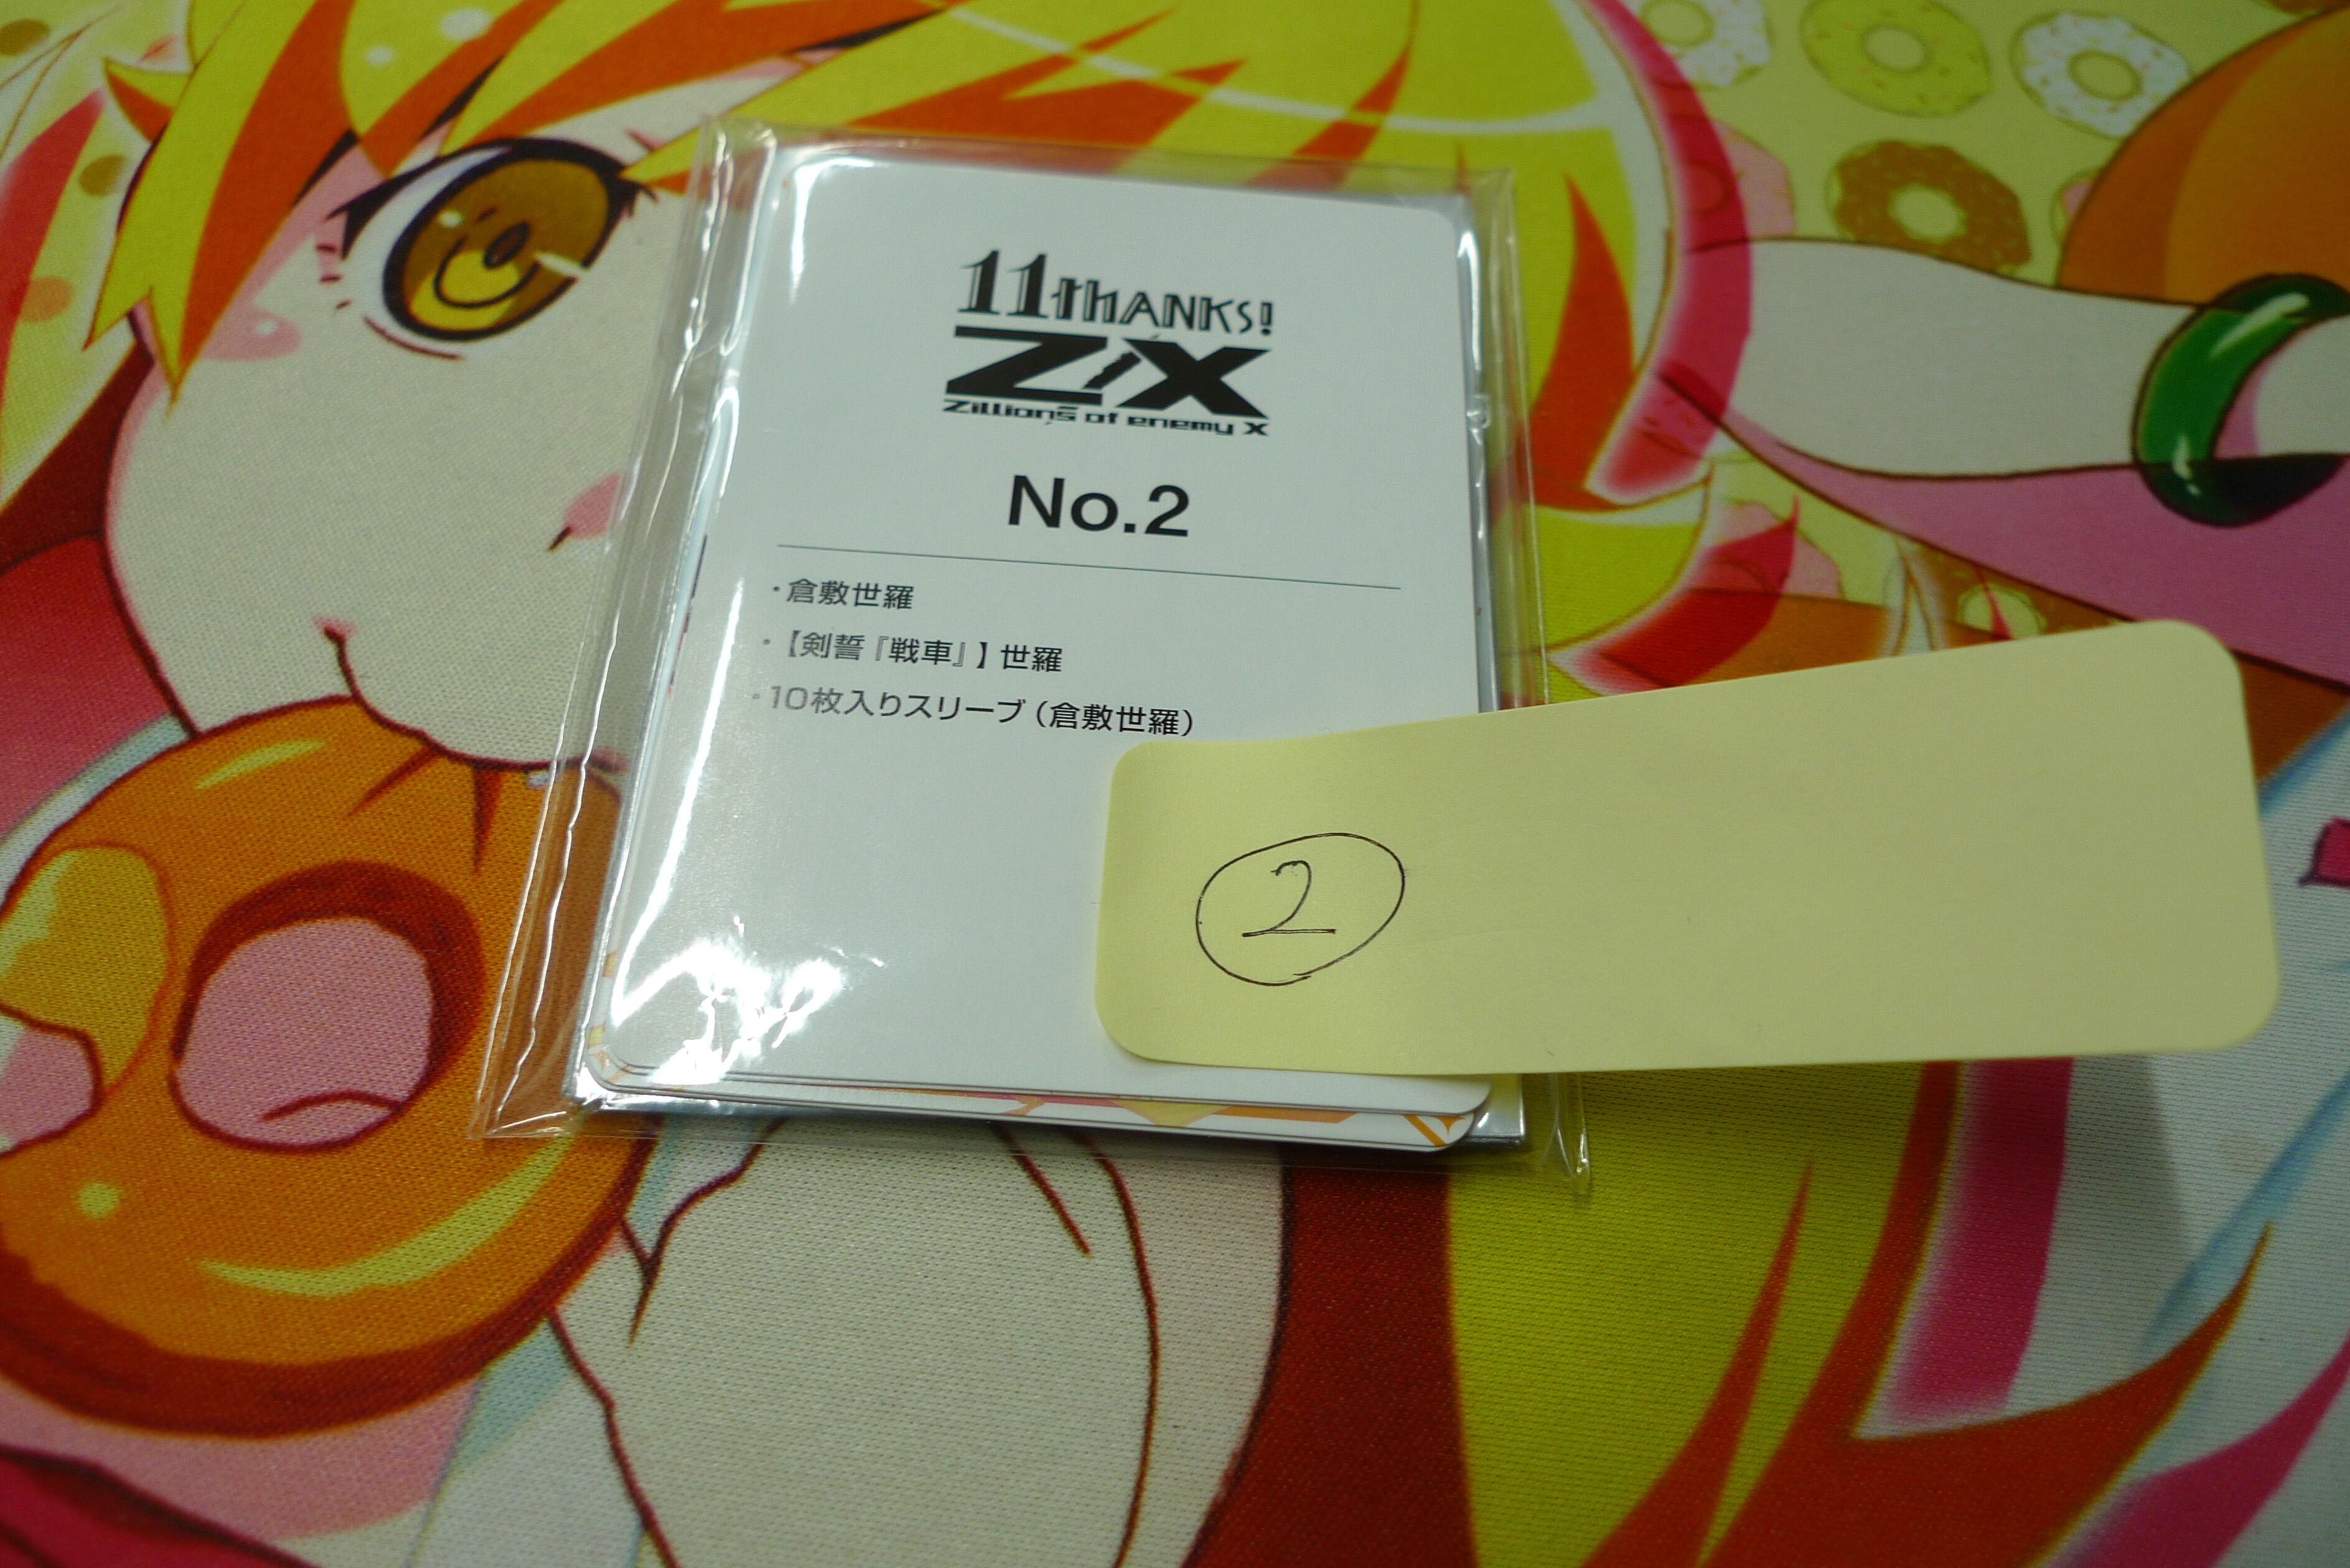 11thANKS!
Z/X
Zillions of enemy X
No.2
・倉敷世羅
・【剣誓『戦車』】世羅
・10枚入りスリーブ（倉敷世羅）
②